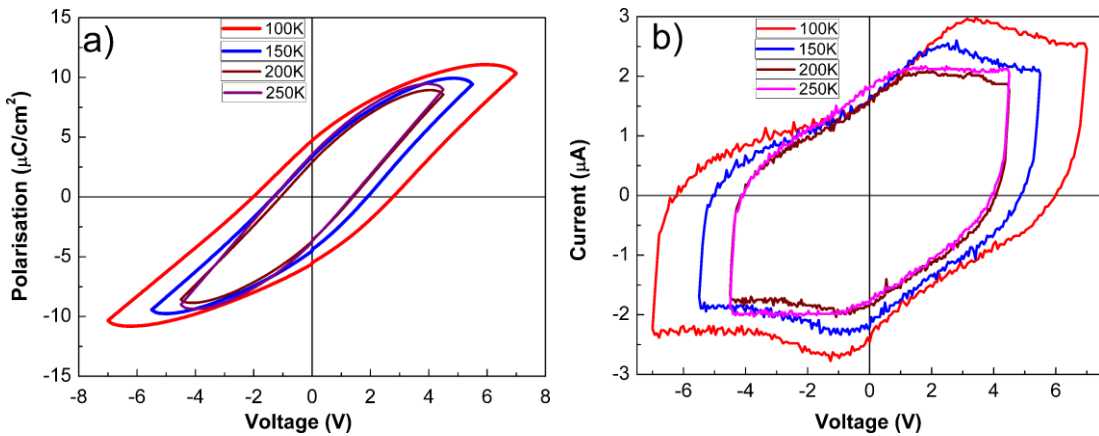 a)
100K
150K
200K
250K
15
10
5
0
-5
-10
-15
-8
-6
-4
-2
0
2
4
6
8
Polarisation (μC/cm²)
Voltage (V)
b)
100K
150K
200K
250K
3
2
1
0
-1
-2
-3
-6
-4
-2
0
2
4
6
Current (μA)
Voltage (V)